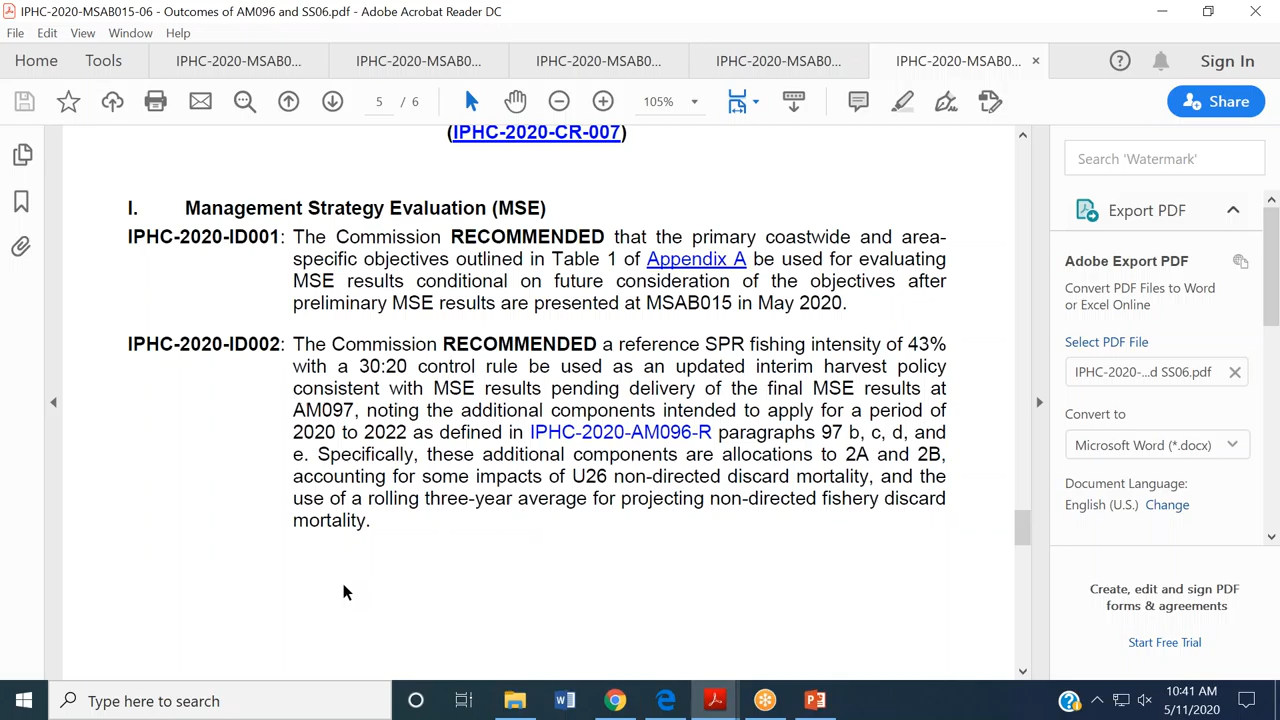 IPHC-2020-MSAB015-06 - Outcomes of AM096 and SS06.pdf - Adobe Acrobat Reader DC
File Edit View Window Help
Home Tools IPHC-2020-MSAB0... IPHC-2020-MSAB0... IPHC-2020-MSAB0... IPHC-2020-MSAB0... IPHC-2020-MSAB0... × Sign In
5 / 6 105% Share
(IPHC-2020-CR-007)
I. Management Strategy Evaluation (MSE)
IPHC-2020-ID001: The Commission RECOMMENDED that the primary coastwide and area-
specific objectives outlined in Table 1 of Appendix A be used for evaluating
MSE results conditional on future consideration of the objectives after
preliminary MSE results are presented at MSAB015 in May 2020.
IPHC-2020-ID002: The Commission RECOMMENDED a reference SPR fishing intensity of 43%
with a 30:20 control rule be used as an updated interim harvest policy
consistent with MSE results pending delivery of the final MSE results at
AM097, noting the additional components intended to apply for a period of
2020 to 2022 as defined in IPHC-2020-AM096-R paragraphs 97 b, c, d, and
e. Specifically, these additional components are allocations to 2A and 2B,
accounting for some impacts of U26 non-directed discard mortality, and the
use of a rolling three-year average for projecting non-directed fishery discard
mortality.
Search 'Watermark'
Export PDF
Adobe Export PDF
Convert PDF Files to Word
or Excel Online
Select PDF File
IPHC-2020-...d SS06.pdf
Convert to
Microsoft Word (*.docx)
Document Language:
English (U.S.) Change
Create, edit and sign PDF
forms & agreements
Start Free Trial
Type here to search
10:41 AM
5/11/2020